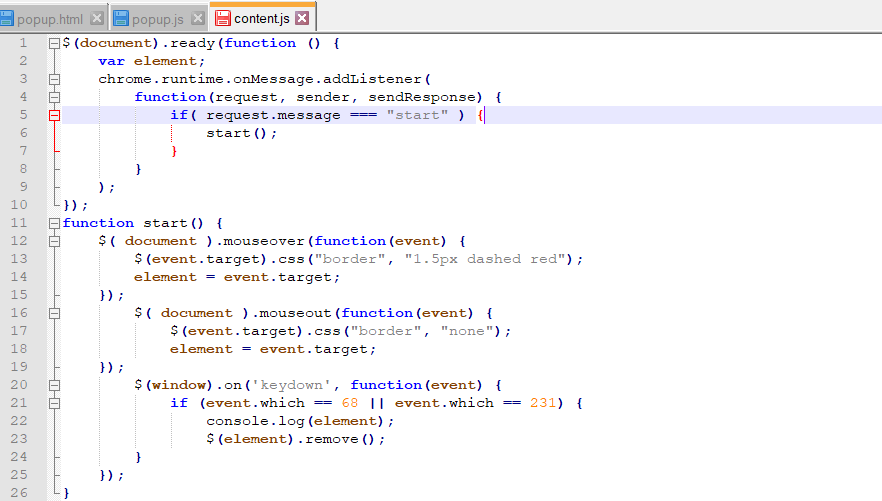 popup.html popup.js content.js
1 $(document).ready(function () {
2 var element;
3 chrome.runtime.onMessage.addListener(
4 function(request, sender, sendResponse) {
5 if( request.message === "start" ) {
6 start();
7 }
8 }
9 );
10 });
11 function start() {
12 $( document ).mouseover(function(event) {
13 $(event.target).css("border", "1.5px dashed red");
14 element = event.target;
15 });
16 $( document ).mouseout(function(event) {
17 $(event.target).css("border", "none");
18 element = event.target;
19 });
20 $(window).on('keydown', function(event) {
21 if (event.which == 68 || event.which == 231) {
22 console.log(element);
23 $(element).remove();
24 }
25 });
26 }